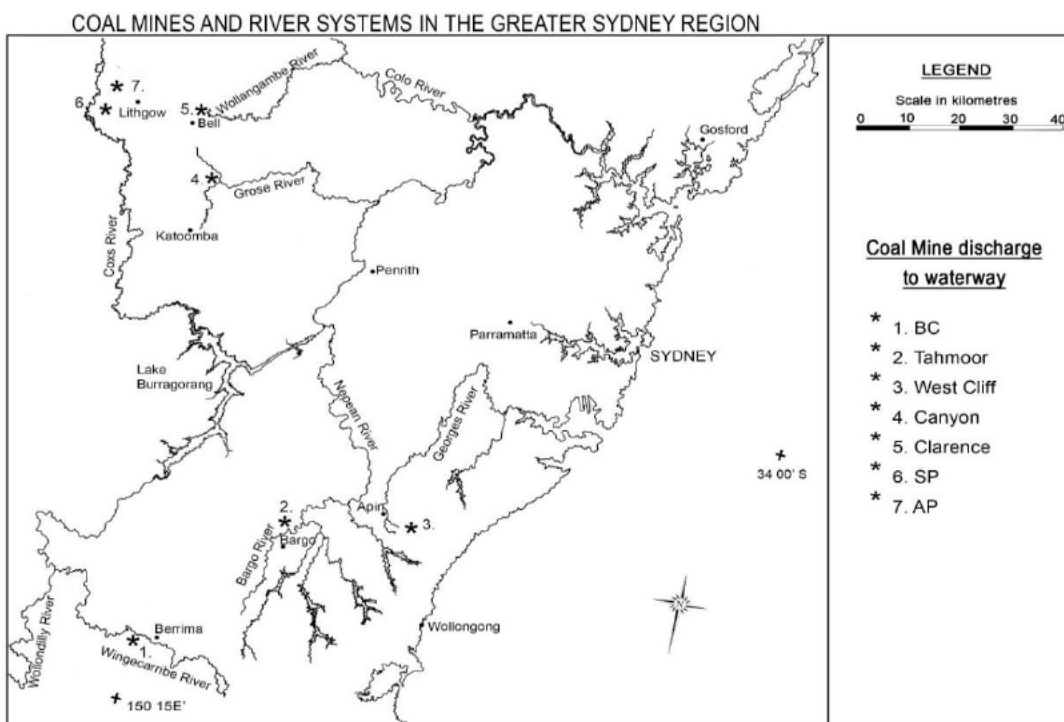 COAL MINES AND RIVER SYSTEMS IN THE GREATER SYDNEY REGION
7.
6.
Lithgow
5.
Bell
Wollangambe River
Colo River
Gosford
4.
Grose River
Katoomba
Coxs River
Penrith
Parramatta
SYDNEY
Lake
Burragorang
Nepean River
Georges River
34 00' S
Apin
2.
3.
Bargo River
Bargo
Wollondilly River
Berrima
1.
Wingecarribe River
Wollongong
N
150 15E'
LEGEND
Scale in kilometres
0 10 20 30 40
Coal Mine discharge
to waterway
* 1. BC
* 2. Tahmoor
* 3. West Cliff
* 4. Canyon
* 5. Clarence
* 6. SP
* 7. AP